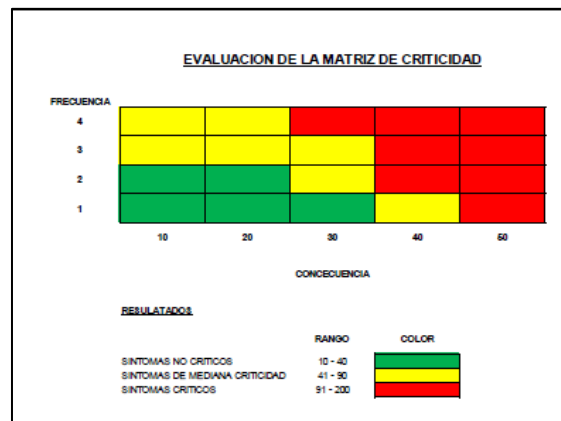 EVALUACION DE LA MATRIZ DE CRITICIDAD
FRECUENCIA
4
3
2
1
10 20 30 40 50
CONCECUENCIA
RESULATADOS
RANGO COLOR
SINTOMAS NO CRITICOS 10 - 40
SINTOMAS DE MEDIANA CRITICIDAD 41 - 90
SINTOMAS CRITICOS 91 - 200